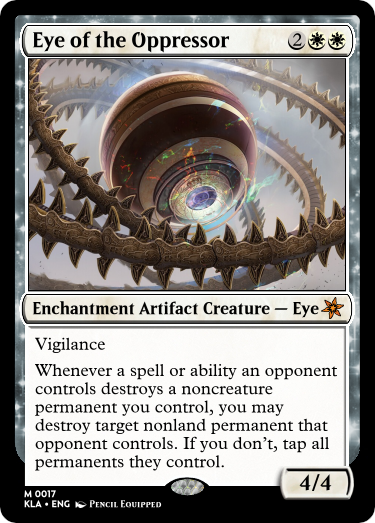 Eye of the Oppressor 2
Enchantment Artifact Creature — Eye
Vigilance
Whenever a spell or ability an opponent
controls destroys a noncreature
permanent you control, you may
destroy target nonland permanent that
opponent controls. If you don’t, tap all
permanents they control.
4/4
M 0017
KLA • ENG Pencil Equipped